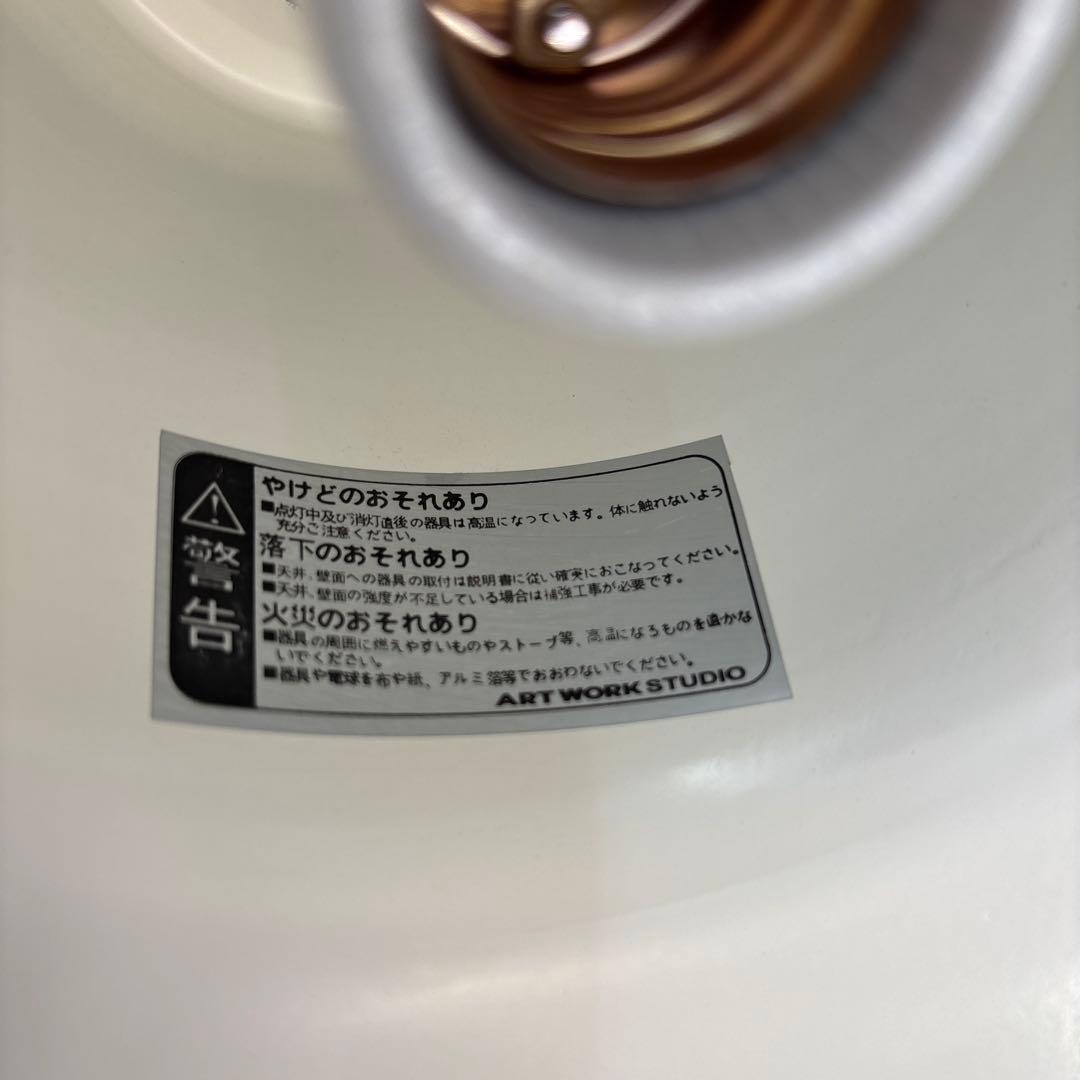 警告
やけどのおそれあり
■点灯中及び消灯直後の器具は高温になっています。体に触れないよう
充分ご注意ください。
落下のおそれあり
■天井、壁面への器具の取付は説明書に従い確実におこなってください。
■天井、壁面の強度が不足している場合は補強工事が必要です。
火災のおそれあり
■器具の周囲に燃えやすいものやストーブ等、高温になるものを置かな
いでください。
■器具や電球を布や紙、アルミ箔等でおおわないでください。
ART WORK STUDIO